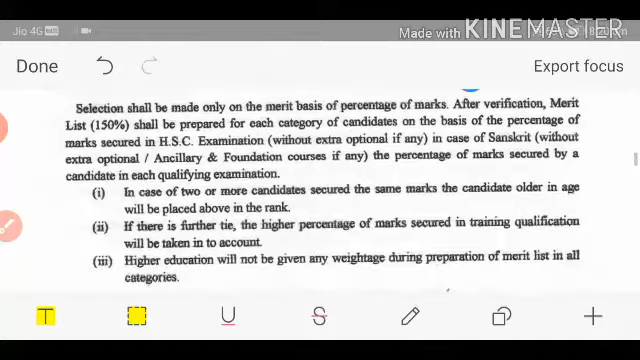 Jio 4G
Made with KINEMASTER
Done
Export focus
Selection shall be made only on the merit basis of percentage of marks. After verification, Merit
List (150%) shall be prepared for each category of candidates on the basis of the percentage of
marks secured in H.S.C. Examination (without extra optional if any) in case of Sanskrit (without
extra optional / Ancillary & Foundation courses if any) the percentage of marks secured by a
candidate in each qualifying examination.
(i) In case of two or more candidates secured the same marks the candidate older in age
will be placed above in the rank.
(ii) If there is further tie, the higher percentage of marks secured in training qualification
will be taken in to account.
(iii) Higher education will not be given any weightage during preparation of merit list in all
categories.
T
U
S